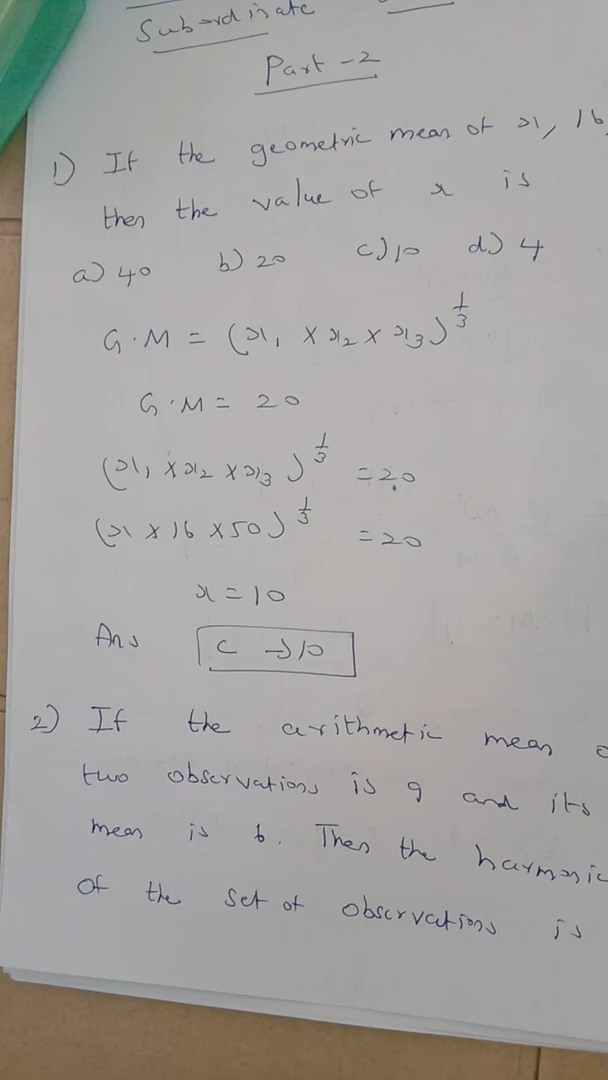 Subordinate
Part-2
1) If the geometric mean of x, 16,
then the value of x is
a) 40 b) 20 c) 10 d) 4
G.M = (x₁ × x₂ × x₃)^1/3
G.M = 20
(x₁ × x₂ × x₃)^1/3 = 20
(x × 16 × 50)^1/3 = 20
x = 10
Ans c → 10
2) If the arithmetic mean
two observations is 9 and its
mean is 6. Then the harmonic
of the set of observations is